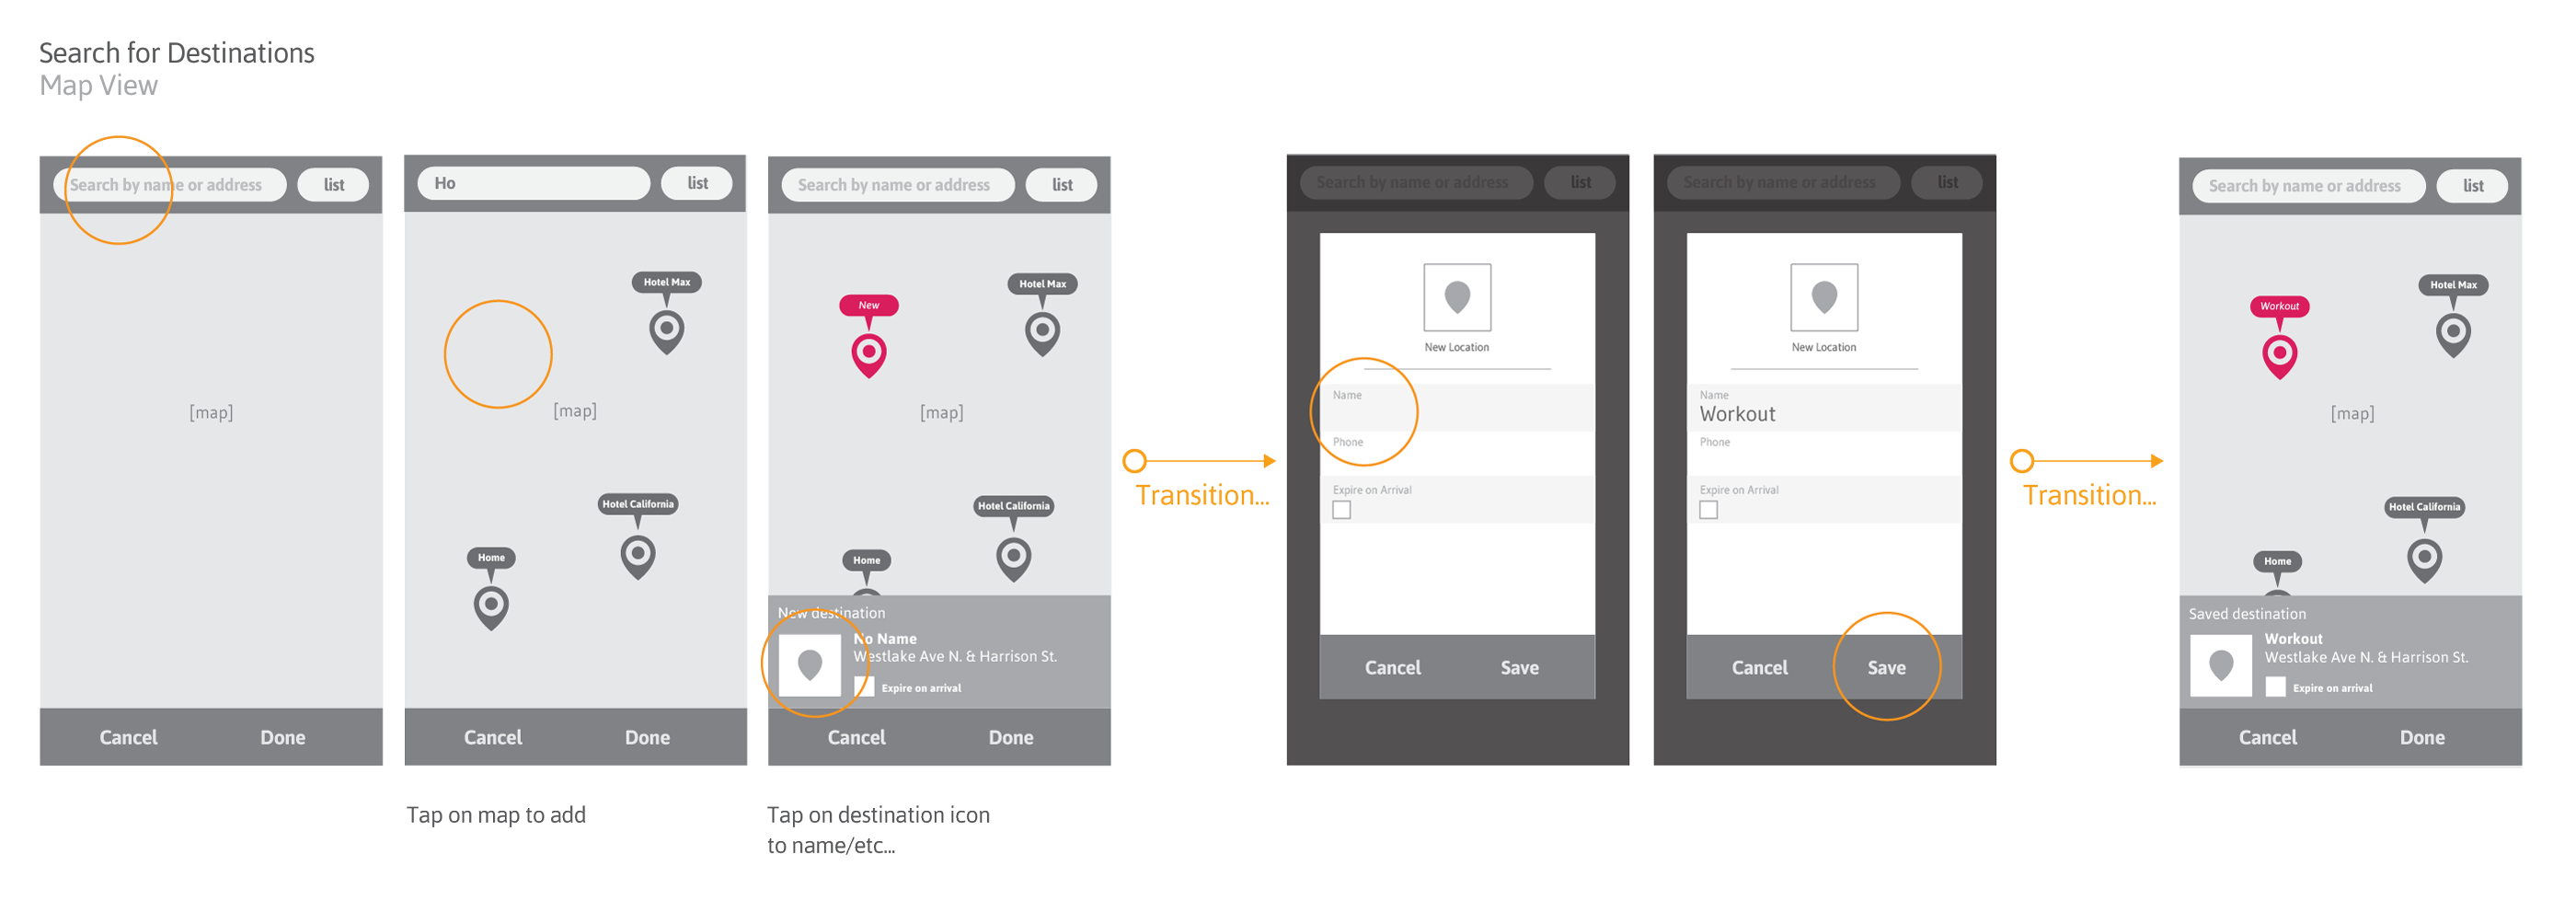 Search for Destinations
Map View
Search by name or address
list
[map]
Cancel
Done
Ho
list
Hotel Max
[map]
Hotel California
Home
Cancel
Done
Tap on map to add
Search by name or address
list
New
Hotel Max
[map]
Hotel California
Home
New destination
No Name
Westlake Ave N. & Harrison St.
Expire on arrival
Cancel
Done
Tap on destination icon
to name/etc...
Transition...
Search by name or address
list
New Location
Name
Phone
Expire on Arrival
Cancel
Save
Search by name or address
list
New Location
Name
Workout
Phone
Expire on Arrival
Cancel
Save
Transition...
Search by name or address
list
Workout
Hotel Max
[map]
Hotel California
Home
Saved destination
Workout
Westlake Ave N. & Harrison St.
Expire on arrival
Cancel
Done